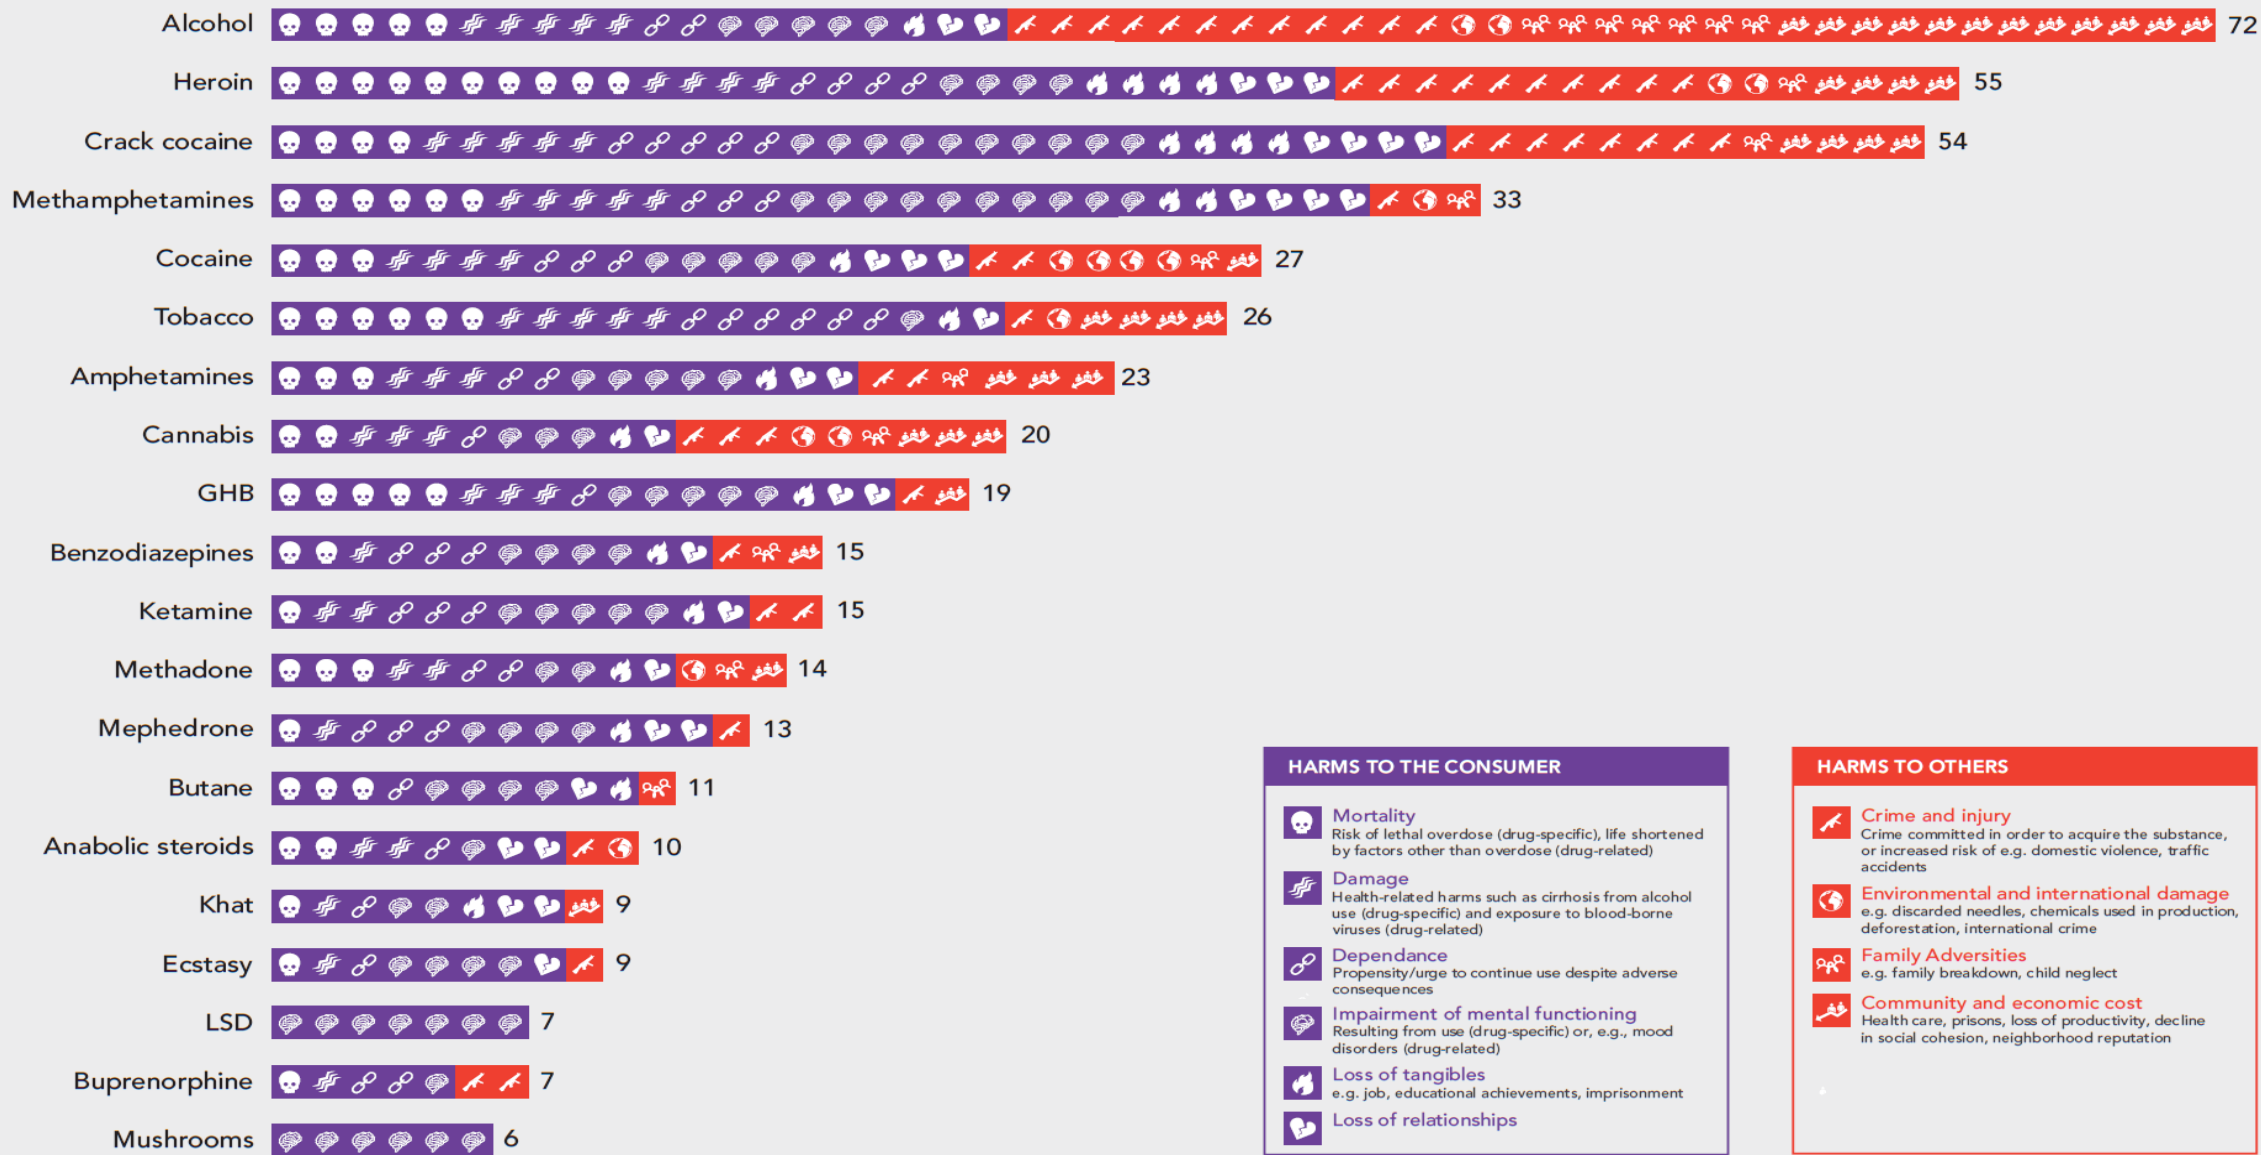 Alcohol 72
Heroin 55
Crack cocaine 54
Methamphetamines 33
Cocaine 27
Tobacco 26
Amphetamines 23
Cannabis 20
GHB 19
Benzodiazepines 15
Ketamine 15
Methadone 14
Mephedrone 13
Butane 11
Anabolic steroids 10
Khat 9
Ecstasy 9
LSD 7
Buprenorphine 7
Mushrooms 6
HARMS TO THE CONSUMER
Mortality
Risk of lethal overdose (drug-specific), life shortened
by factors other than overdose (drug-related)
Damage
Health-related harms such as cirrhosis from alcohol
use (drug-specific) and exposure to blood-borne
viruses (drug-related)
Dependance
Propensity/urge to continue use despite adverse
consequences
Impairment of mental functioning
Resulting from use (drug-specific) or, e.g., mood
disorders (drug-related)
Loss of tangibles
e.g. job, educational achievements, imprisonment
Loss of relationships
HARMS TO OTHERS
Crime and injury
Crime committed in order to acquire the substance,
or increased risk of e.g. domestic violence, traffic
accidents
Environmental and international damage
e.g. discarded needles, chemicals used in production,
deforestation, international crime
Family Adversities
e.g. family breakdown, child neglect
Community and economic cost
Health care, prisons, loss of productivity, decline
in social cohesion, neighborhood reputation